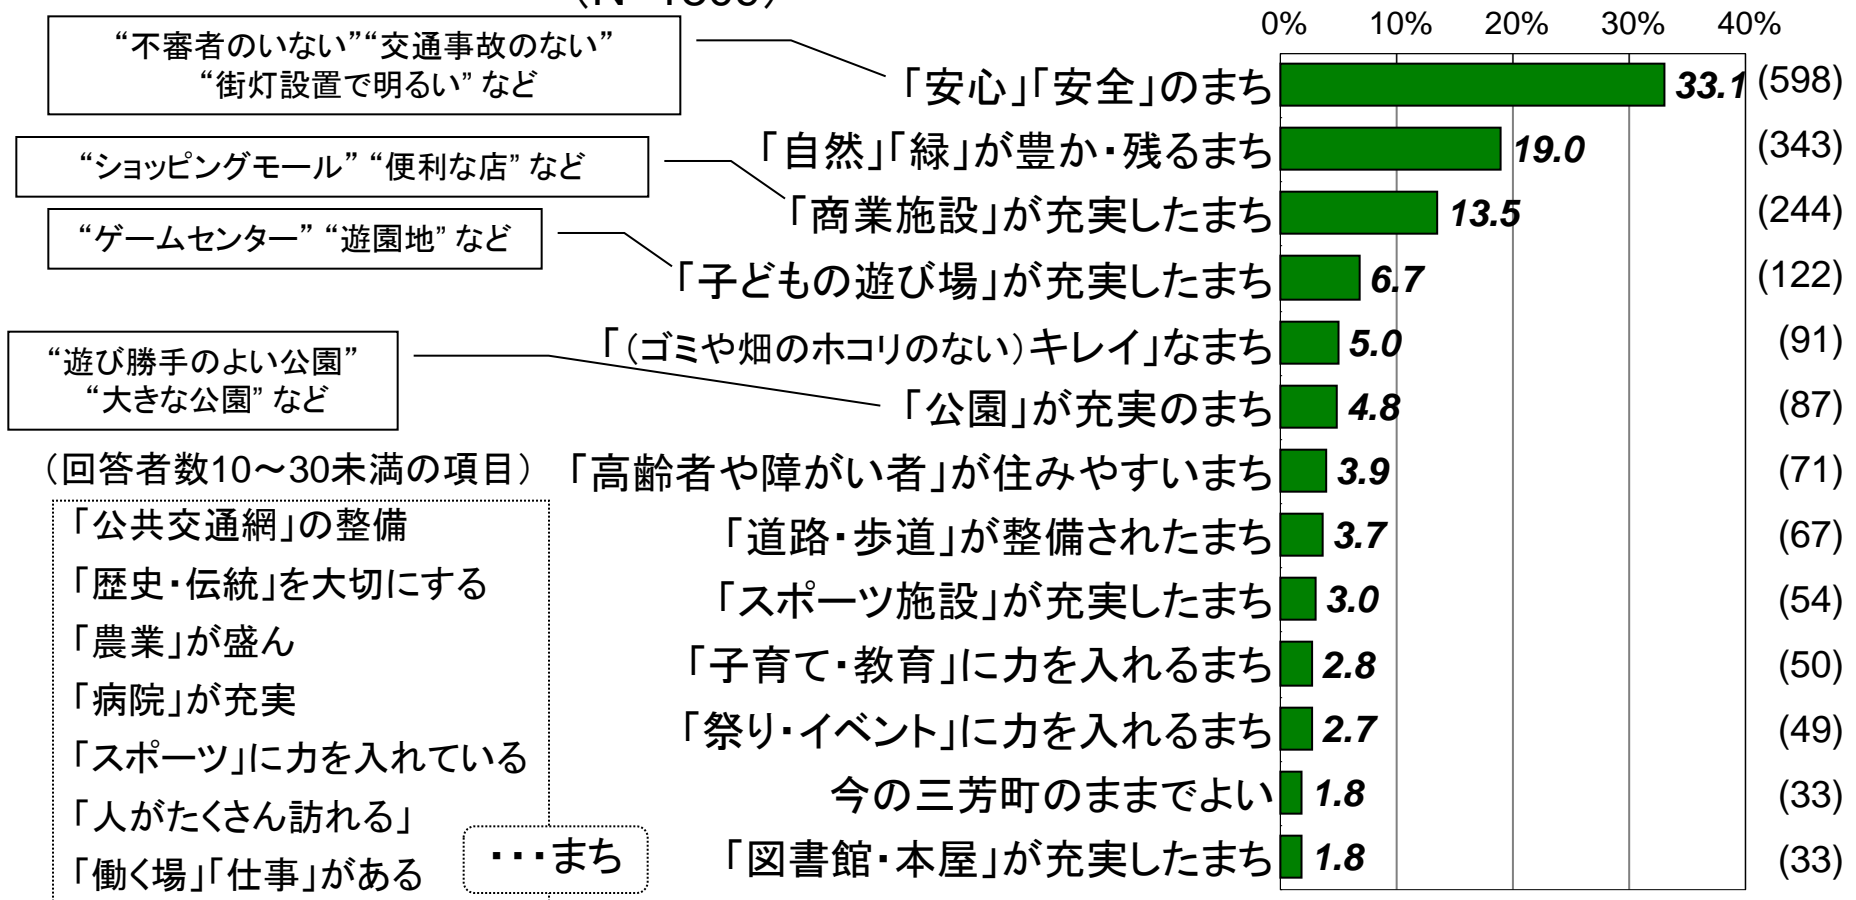 0% 10% 20% 30% 40%
“不審者のいない”“交通事故のない”
“街灯設置で明るい” など
「安心」「安全」のまち 33.1 (598)
「自然」「緑」が豊か・残るまち 19.0 (343)
“ショッピングモール” “便利な店” など
「商業施設」が充実したまち 13.5 (244)
“ゲームセンター” “遊園地” など
「子どもの遊び場」が充実したまち 6.7 (122)
「（ゴミや畑のホコリのない）キレイ」なまち 5.0 (91)
“遊び勝手のよい公園”
“大きな公園” など
「公園」が充実のまち 4.8 (87)
「高齢者や障がい者」が住みやすいまち 3.9 (71)
「道路・歩道」が整備されたまち 3.7 (67)
「スポーツ施設」が充実したまち 3.0 (54)
「子育て・教育」に力を入れるまち 2.8 (50)
「祭り・イベント」に力を入れるまち 2.7 (49)
今の三芳町のままでよい 1.8 (33)
「図書館・本屋」が充実したまち 1.8 (33)
（回答者数10～30未満の項目）
「公共交通網」の整備
「歴史・伝統」を大切にする
「農業」が盛ん
「病院」が充実
「スポーツ」に力を入れている
「人がたくさん訪れる」
「働く場」「仕事」がある
・・・まち